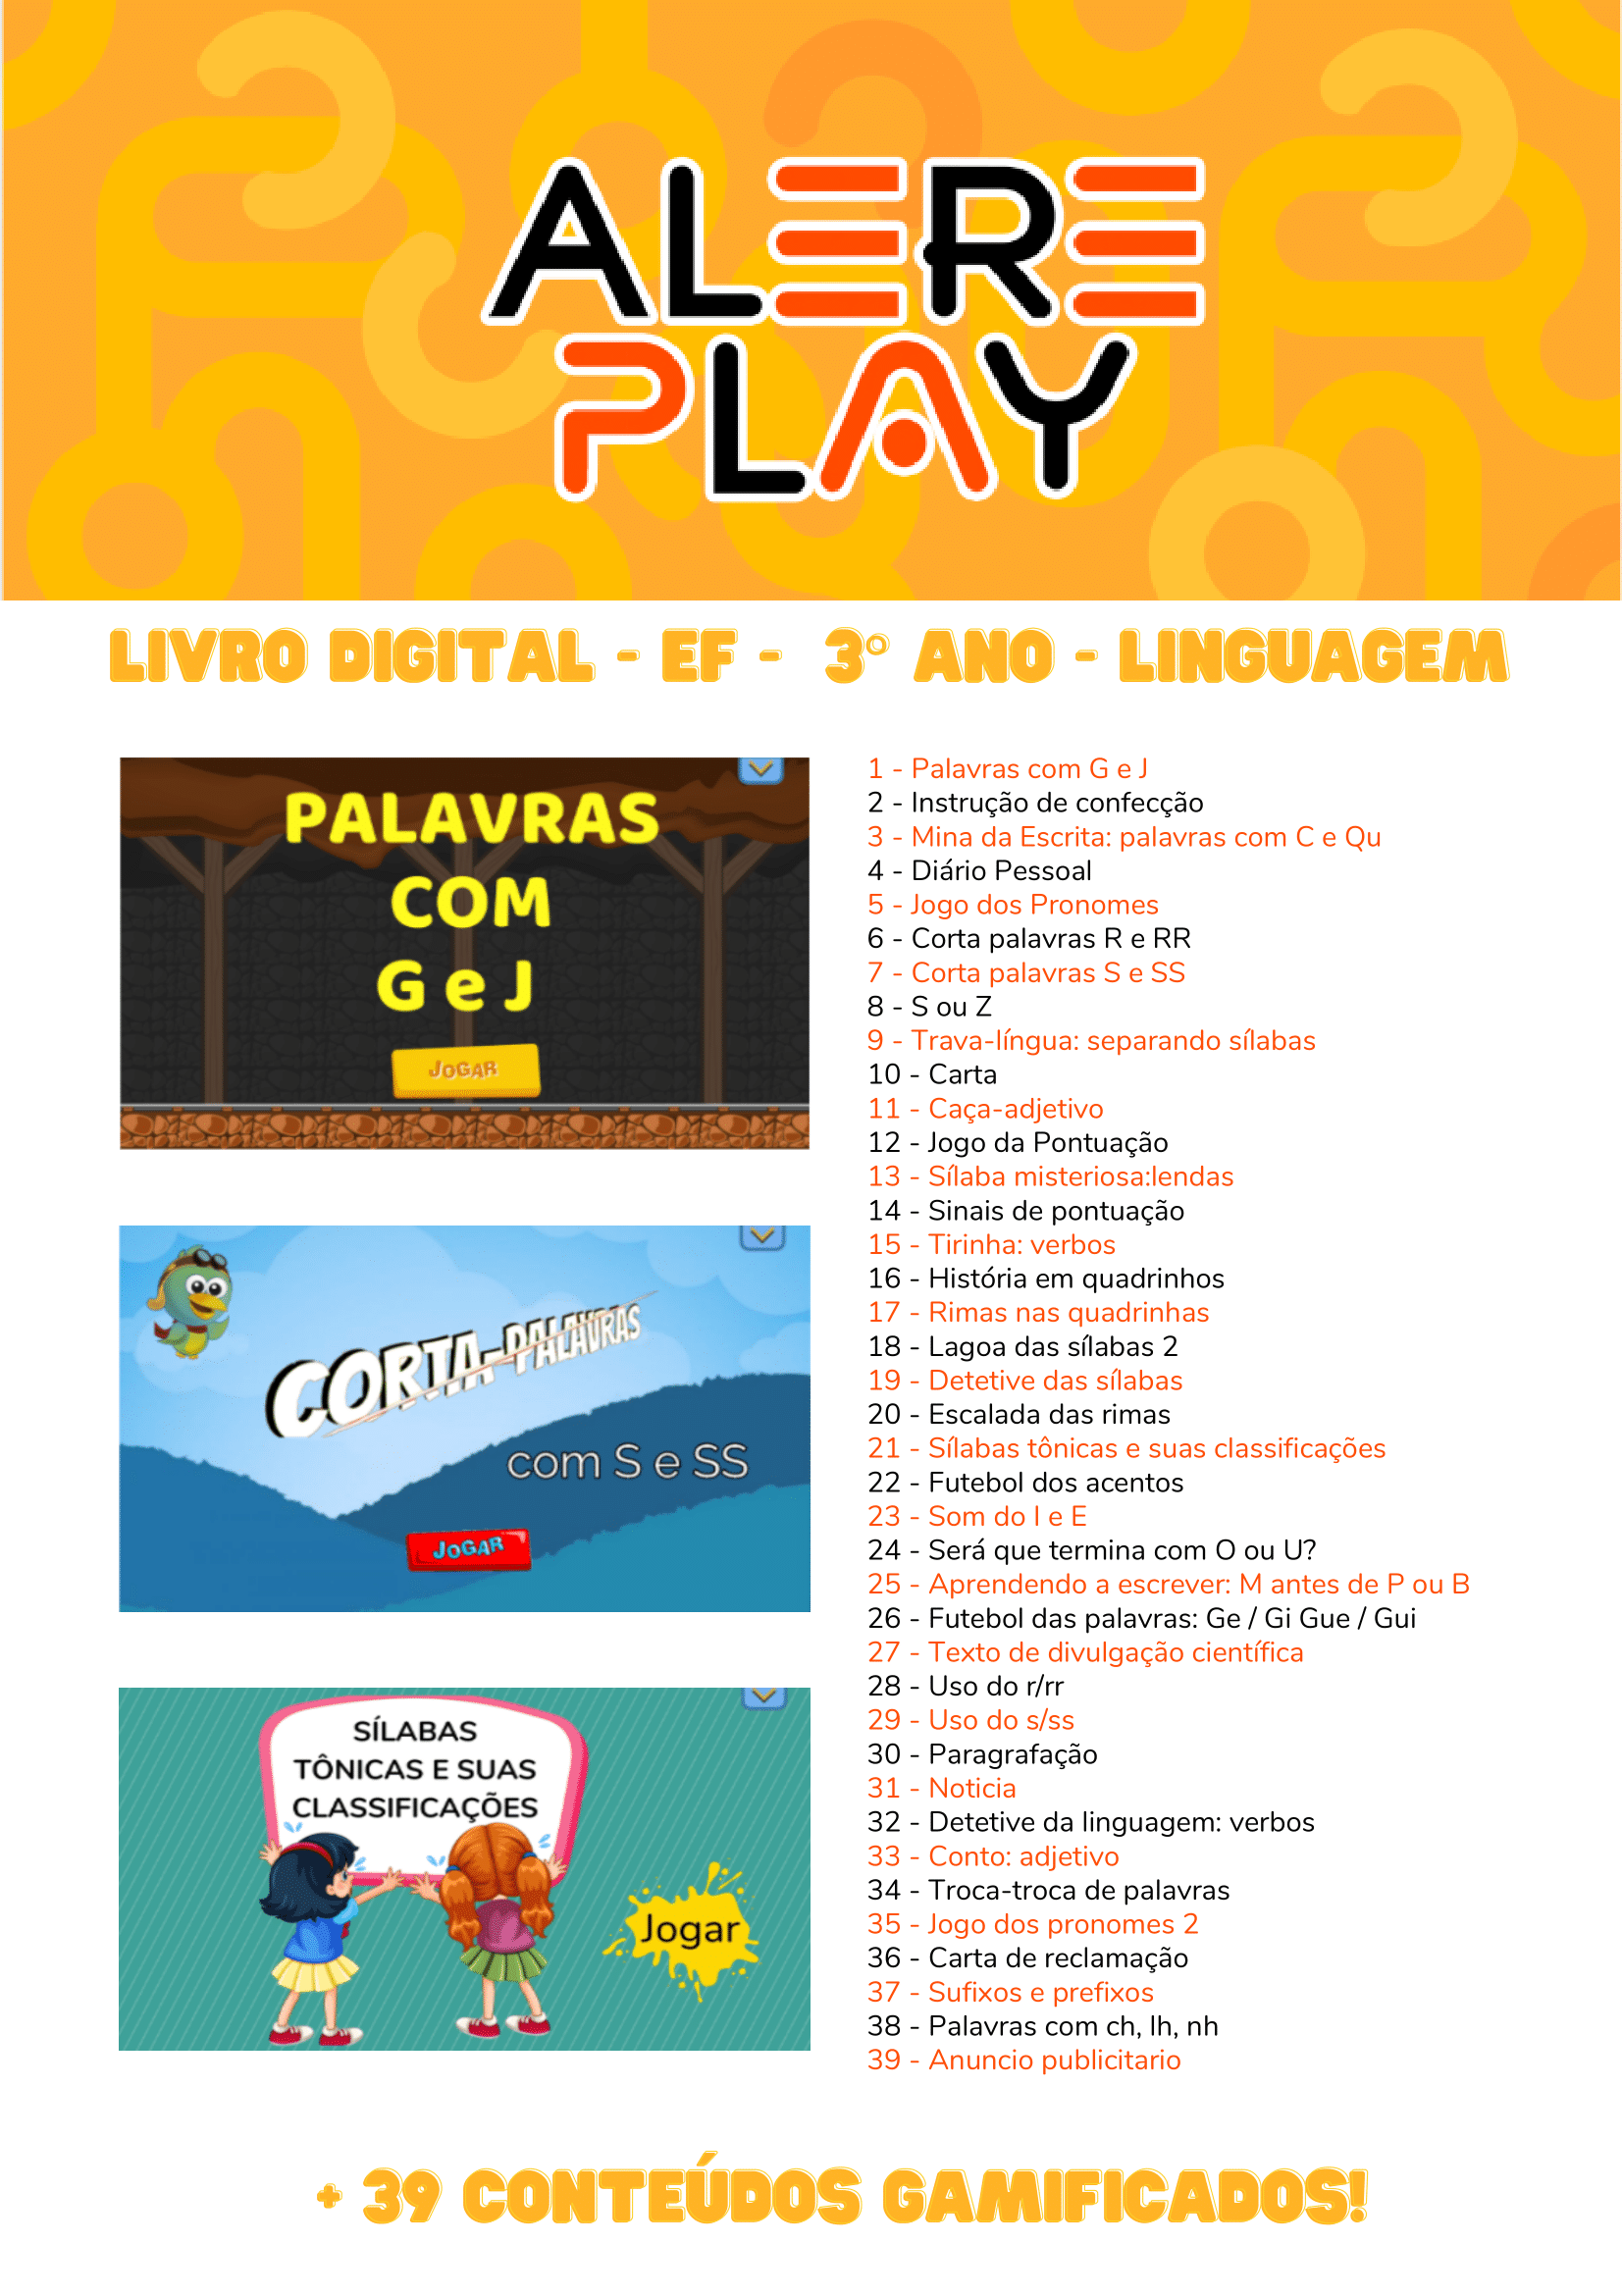 ALERE
PLAY
LIVRO DIGITAL - EF - 3º ANO - LINGUAGEM
PALAVRAS
COM
G e J
JOGAR
CORTA-PALAVRAS
com S e SS
JOGAR
SÍLABAS
TÔNICAS E SUAS
CLASSIFICAÇÕES
Jogar
1 - Palavras com G e J
2 - Instrução de confecção
3 - Mina da Escrita: palavras com C e Qu
4 - Diário Pessoal
5 - Jogo dos Pronomes
6 - Corta palavras R e RR
7 - Corta palavras S e SS
8 - S ou Z
9 - Trava-língua: separando sílabas
10 - Carta
11 - Caça-adjetivo
12 - Jogo da Pontuação
13 - Sílaba misteriosa:lendas
14 - Sinais de pontuação
15 - Tirinha: verbos
16 - História em quadrinhos
17 - Rimas nas quadrinhas
18 - Lagoa das sílabas 2
19 - Detetive das sílabas
20 - Escalada das rimas
21 - Sílabas tônicas e suas classificações
22 - Futebol dos acentos
23 - Som do I e E
24 - Será que termina com O ou U?
25 - Aprendendo a escrever: M antes de P ou B
26 - Futebol das palavras: Ge / Gi Gue / Gui
27 - Texto de divulgação científica
28 - Uso do r/rr
29 - Uso do s/ss
30 - Paragrafação
31 - Noticia
32 - Detetive da linguagem: verbos
33 - Conto: adjetivo
34 - Troca-troca de palavras
35 - Jogo dos pronomes 2
36 - Carta de reclamação
37 - Sufixos e prefixos
38 - Palavras com ch, lh, nh
39 - Anuncio publicitario
+ 39 CONTEÚDOS GAMIFICADOS!